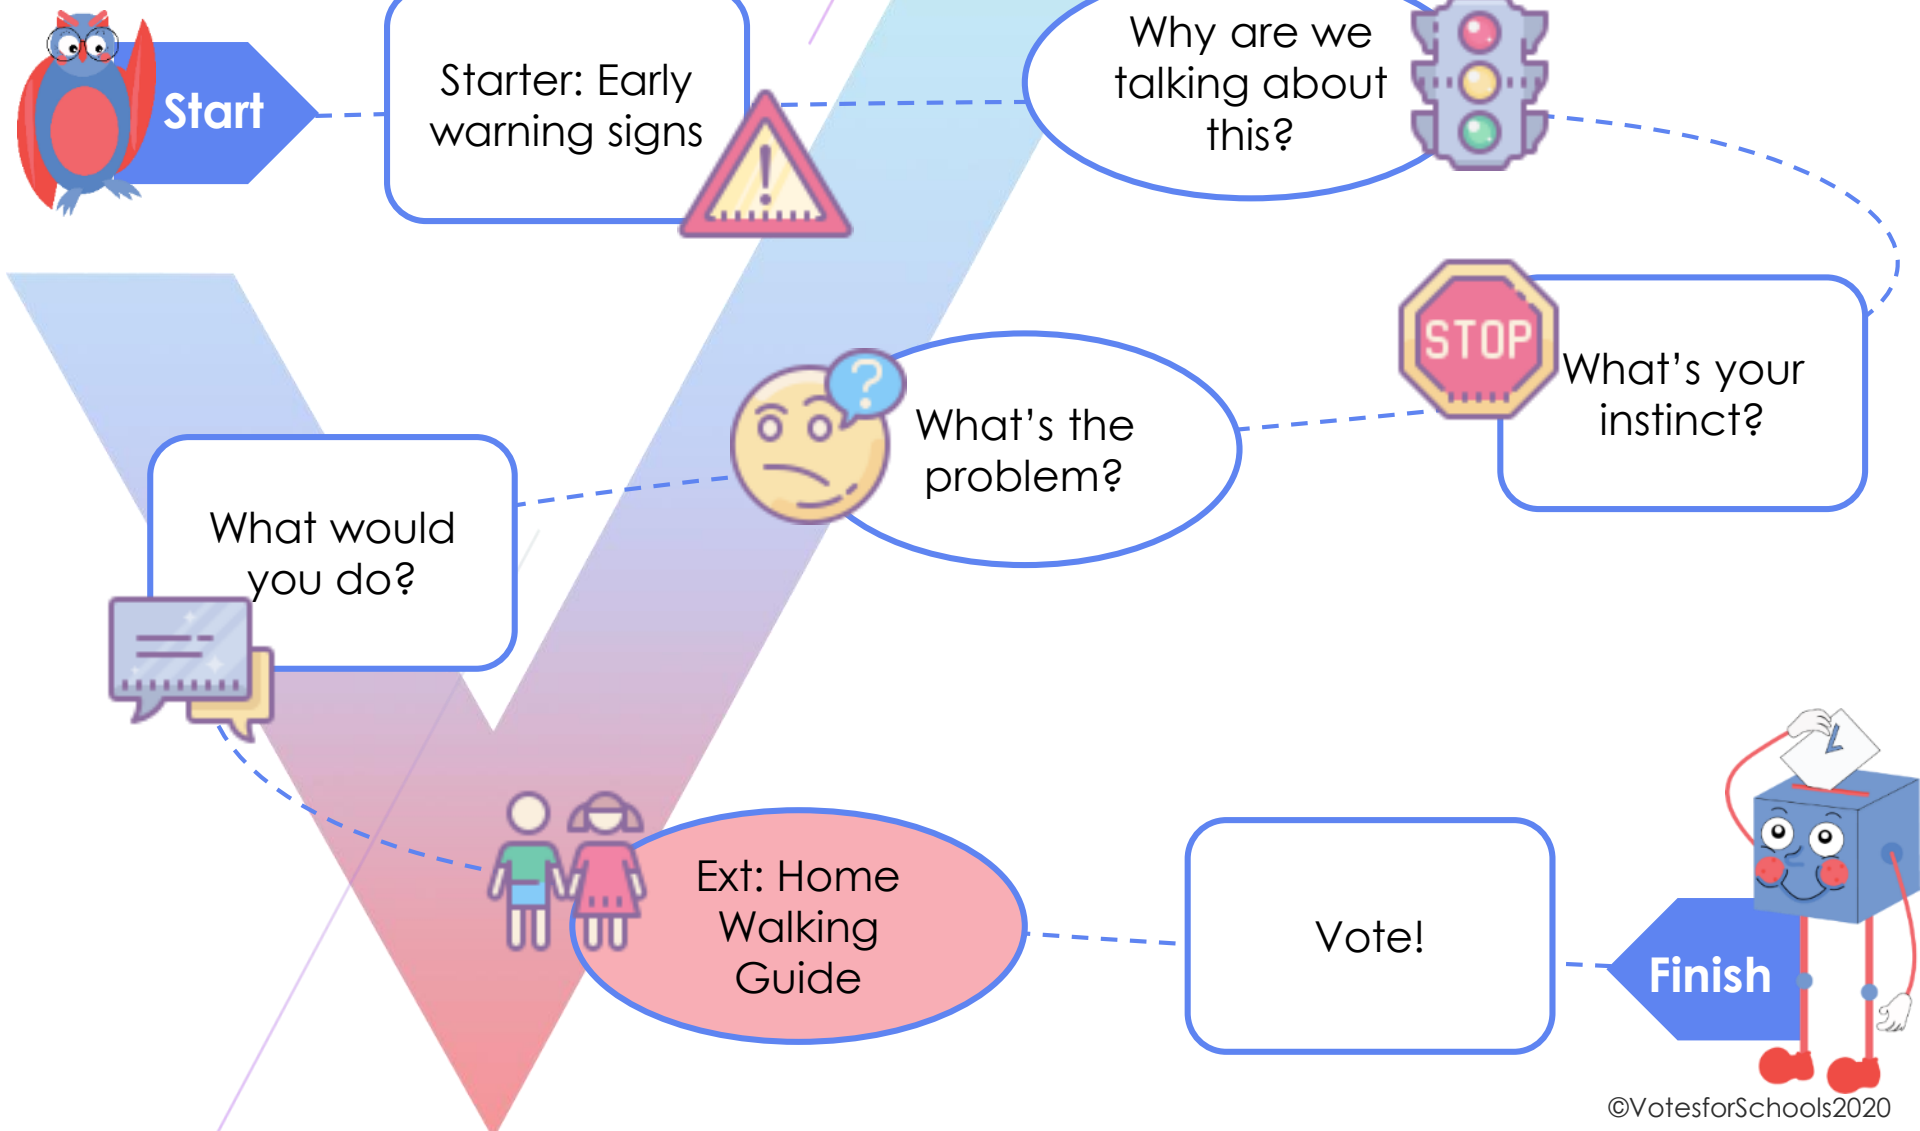 Start
Starter: Early
warning signs
Why are we
talking about
this?
STOP
What's your
instinct?
?
What's the
problem?
What would
you do?
Ext: Home
Walking
Guide
Vote!
Finish
©VotesforSchools2020